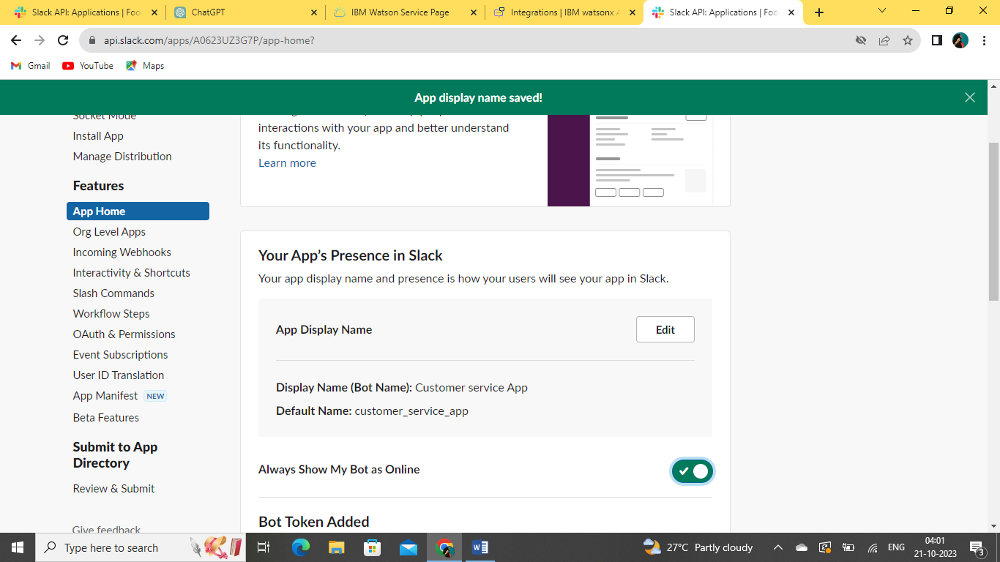 Slack API: Applications | Foo
ChatGPT
IBM Watson Service Page
Integrations | IBM watsonx A
Slack API: Applications | Foo
api.slack.com/apps/A0623UZ3G7P/app-home?
Gmail
YouTube
Maps
App display name saved!
Socket Mode
Install App
Manage Distribution
Features
App Home
Org Level Apps
Incoming Webhooks
Interactivity & Shortcuts
Slash Commands
Workflow Steps
OAuth & Permissions
Event Subscriptions
User ID Translation
App Manifest NEW
Beta Features
Submit to App
Directory
Review & Submit
Give feedback
interactions with your app and better understand
its functionality.
Learn more
Your App’s Presence in Slack
Your app display name and presence is how your users will see your app in Slack.
App Display Name
Edit
Display Name (Bot Name): Customer service App
Default Name: customer_service_app
Always Show My Bot as Online
Bot Token Added
Type here to search
27°C Partly cloudy
ENG
04:01
21-10-2023
3